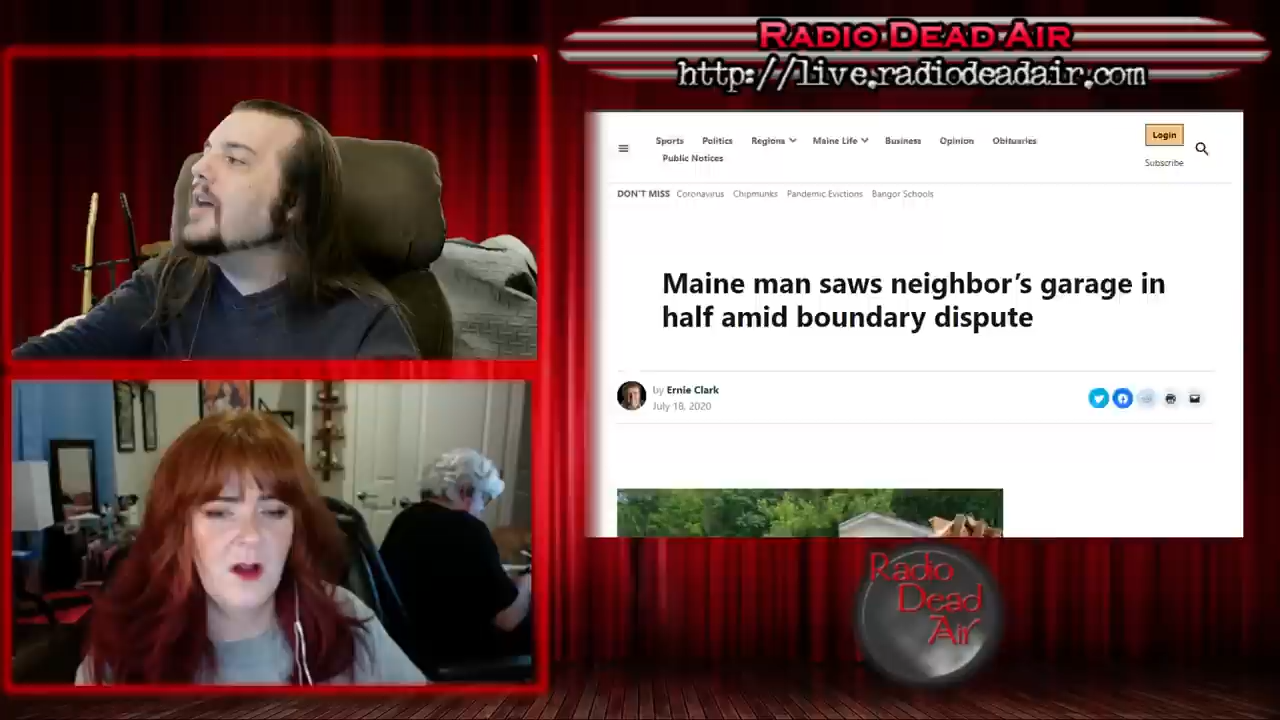 RADIO DEAD AIR
http://live.radiodeadair.com
Sports Politics Regions Maine Life Business Opinion Obituaries
Public Notices
Login
Subscribe
DON'T MISS Coronavirus Chipmunks Pandemic Evictions Bangor Schools
Maine man saws neighbor's garage in
half amid boundary dispute
by Ernie Clark
July 18, 2020
Radio
Dead
Air